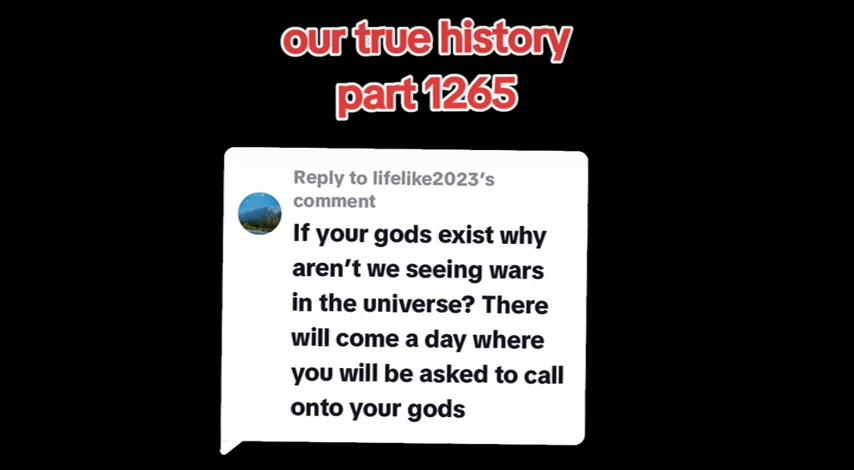 our true history
part 1265
Reply to lifelike2023's
comment
If your gods exist why
aren't we seeing wars
in the universe? There
will come a day where
you will be asked to call
onto your gods